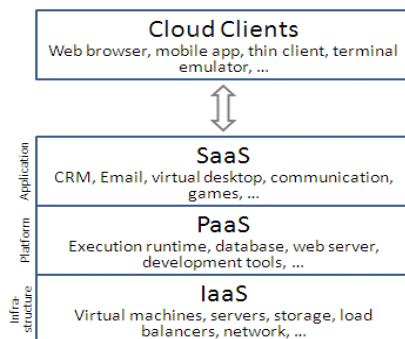 Cloud Clients
Web browser, mobile app, thin client, terminal
emulator, ...
Application
SaaS
CRM, Email, virtual desktop, communication,
games, ...
Platform
PaaS
Execution runtime, database, web server,
development tools, ...
Infra-
structure
IaaS
Virtual machines, servers, storage, load
balancers, network, ...